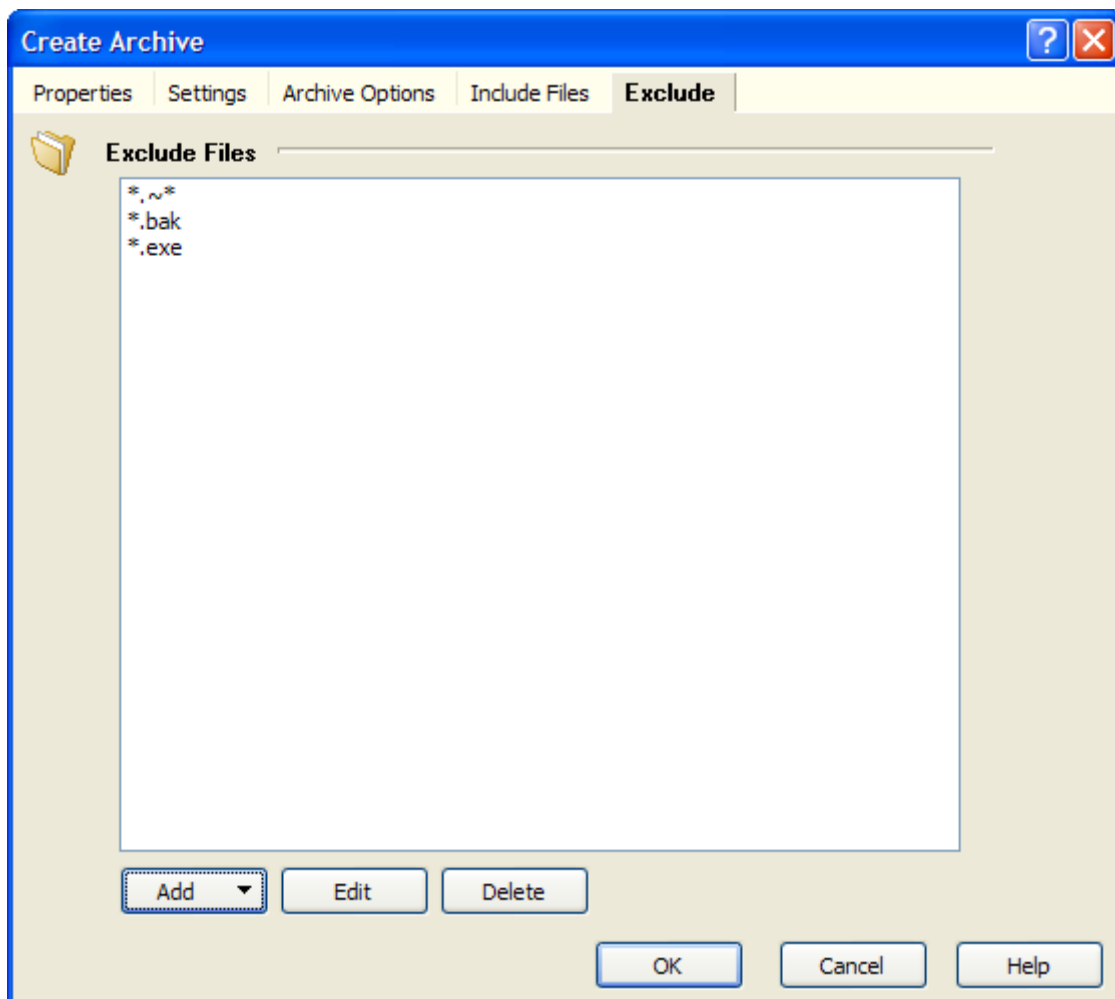 Create Archive
Properties Settings Archive Options Include Files Exclude
Exclude Files
*.~*
*.bak
*.exe
Add Edit Delete
OK Cancel Help